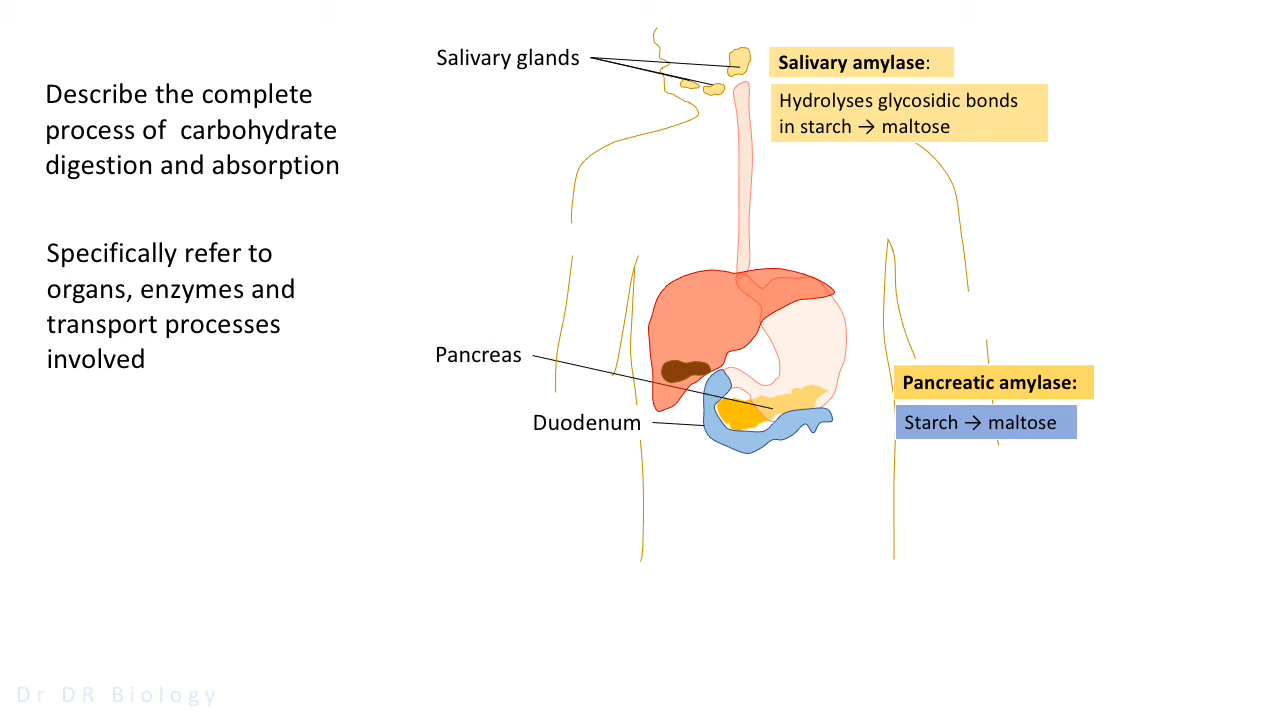 Describe the complete
process of  carbohydrate
digestion and absorption
Specifically refer to
organs, enzymes and
transport processes
involved
Salivary glands
Salivary amylase:
Hydrolyses glycosidic bonds
in starch → maltose
Pancreas
Duodenum
Pancreatic amylase:
Starch → maltose
Dr DR Biology